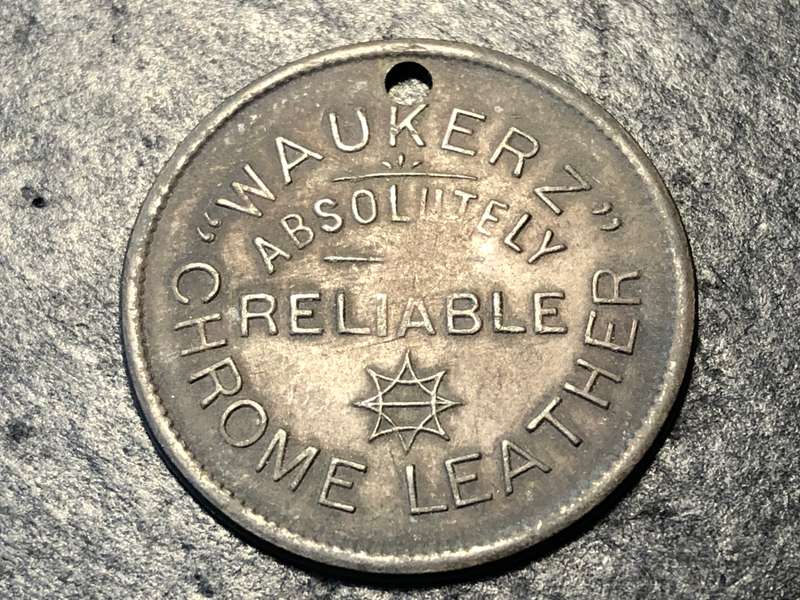 "WAUKERZ"
ABSOLUTELY
RELIABLE
CHROME LEATHER